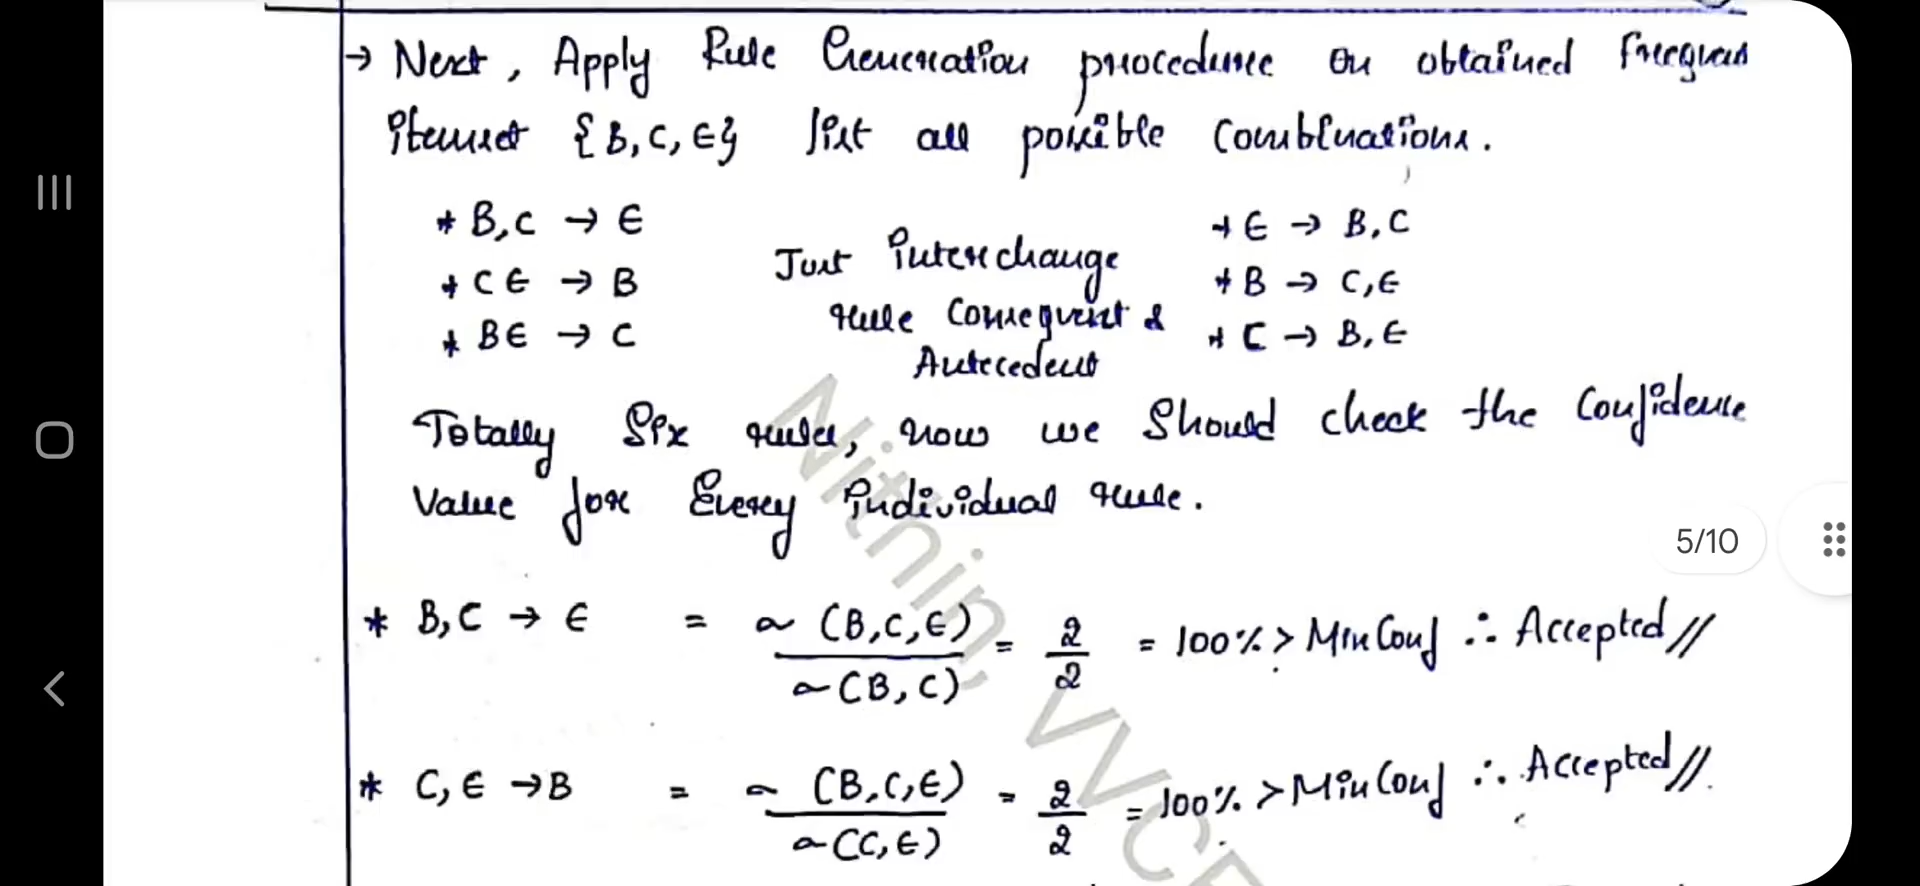 → Next, Apply Rule Generation procedure on obtained frequent
itemset {B, C, E} list all possible combinations.
* B, C → E
* C E → B
* B E → C
Just interchange
rule consequent &
Antecedent
* E → B, C
* B → C, E
* C → B, E
Totally six rules, now we should check the confidence
value for Every individual rule.
5/10
* B, C → E = σ (B, C, E) / σ (B, C) = 2/2 = 100% > Min Conf ∴ Accepted //
* C, E → B = σ (B, C, E) / σ (C, E) = 2/2 = 100% > Min Conf ∴ Accepted //
Nithin, VVCE